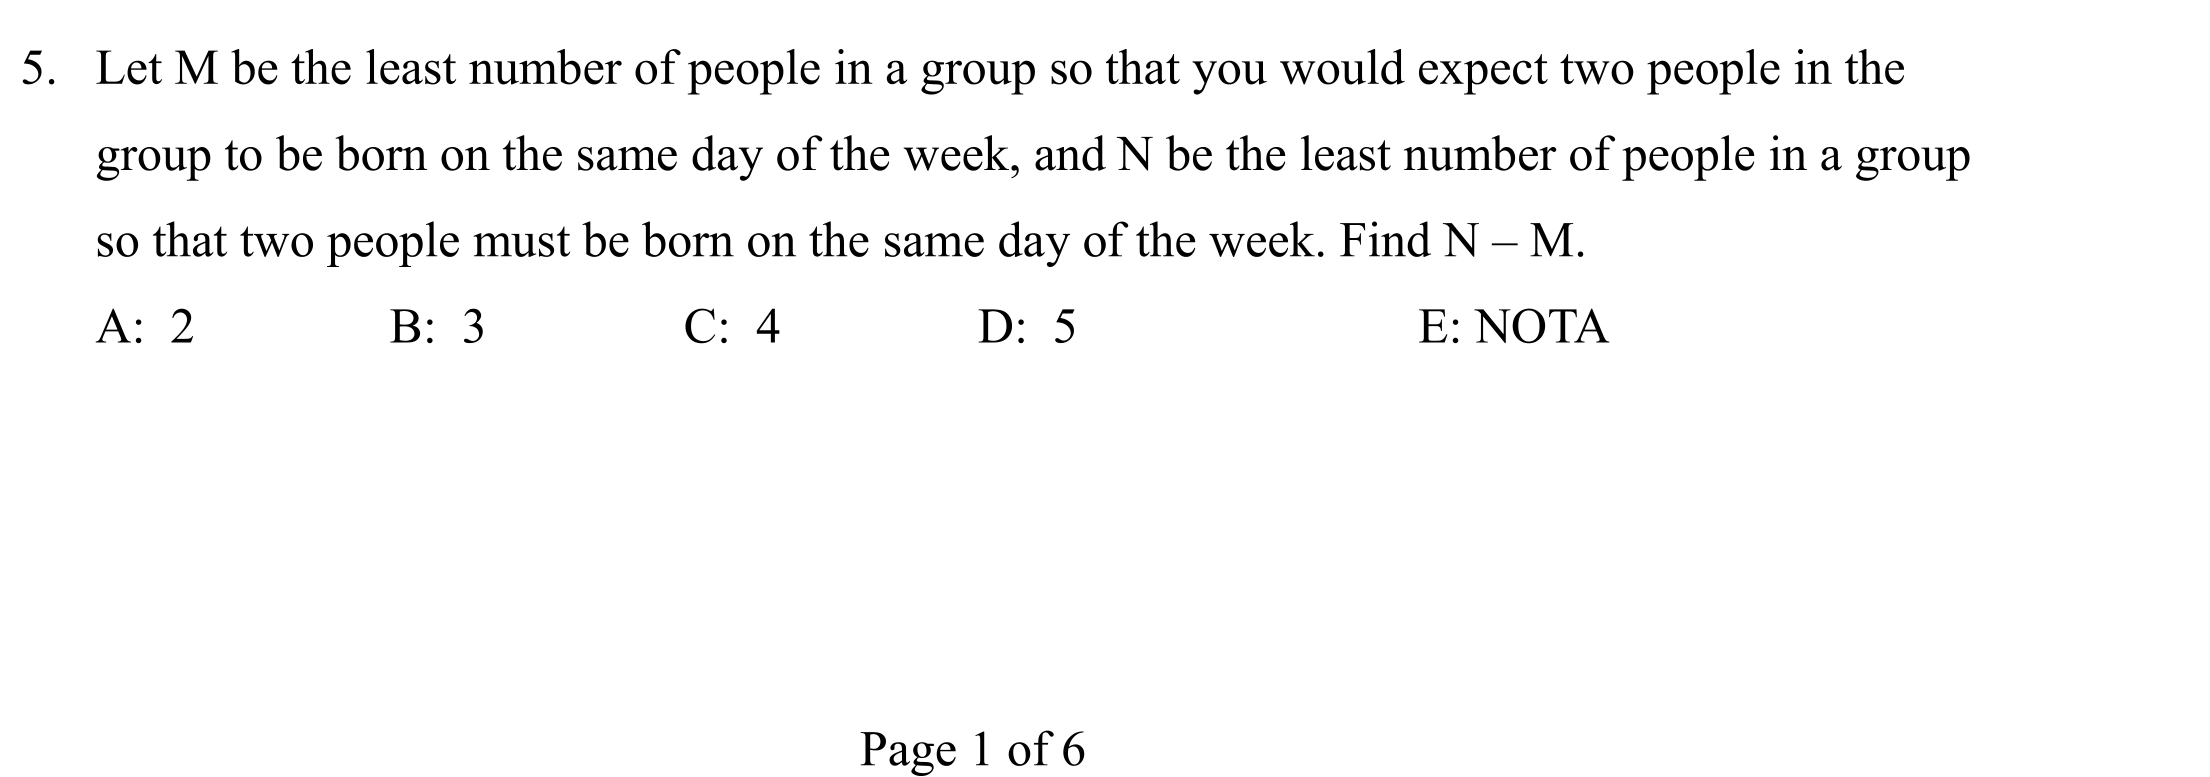 5. Let M be the least number of people in a group so that you would expect two people in the
group to be born on the same day of the week, and N be the least number of people in a group
so that two people must be born on the same day of the week. Find N – M.
A: 2 B: 3 C: 4 D: 5 E: NOTA
Page 1 of 6